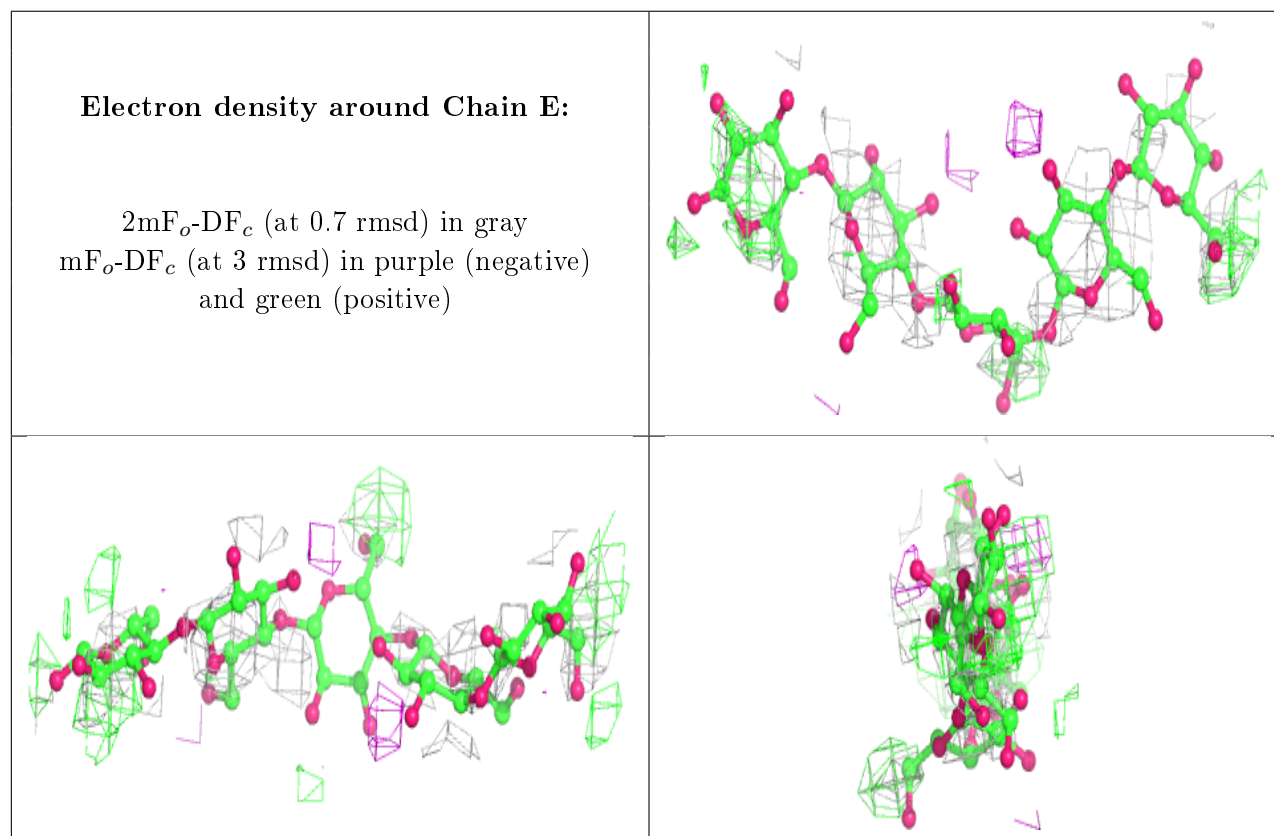 Electron density around Chain E:
2mFo-DFc (at 0.7 rmsd) in gray
mFo-DFc (at 3 rmsd) in purple (negative)
and green (positive)